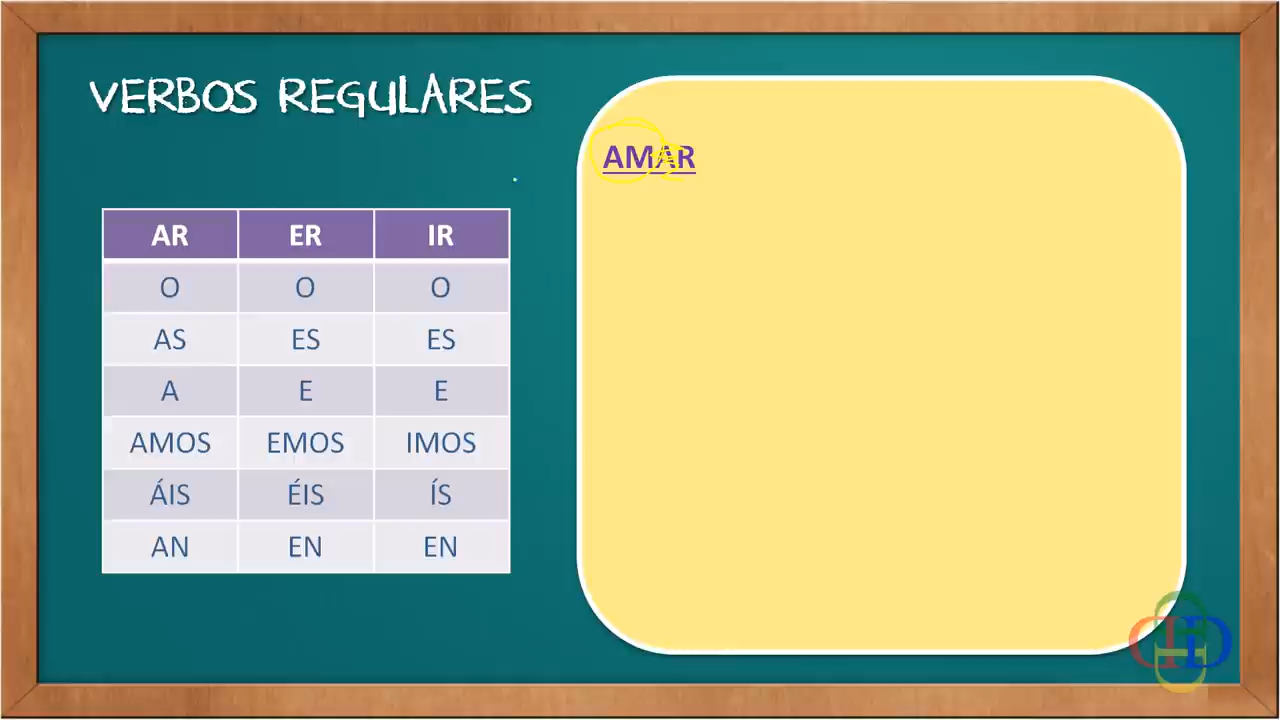 VERBOS REGULARES
AMAR
AR ER IR
O O O
AS ES ES
A E E
AMOS EMOS IMOS
ÁIS ÉIS ÍS
AN EN EN